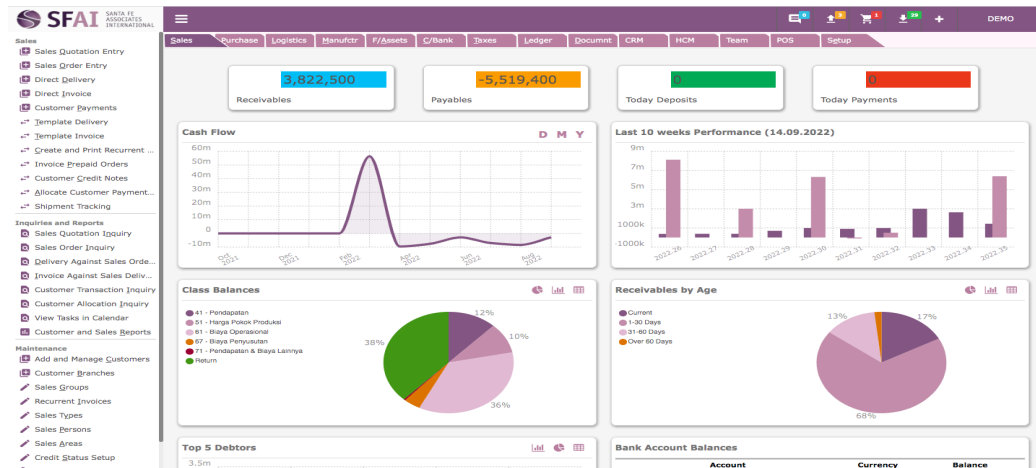 SFAI SANTA FE ASSOCIATES INTERNATIONAL
DEMO
Sales
Sales Quotation Entry
Sales Order Entry
Direct Delivery
Direct Invoice
Customer Payments
Template Delivery
Template Invoice
Create and Print Recurrent ...
Invoice Prepaid Orders
Customer Credit Notes
Allocate Customer Payment...
Shipment Tracking
Inquiries and Reports
Sales Quotation Inquiry
Sales Order Inquiry
Delivery Against Sales Orde...
Invoice Against Sales Deliv...
Customer Transaction Inquiry
Customer Allocation Inquiry
View Tasks in Calendar
Customer and Sales Reports
Maintenance
Add and Manage Customers
Customer Branches
Sales Groups
Recurrent Invoices
Sales Types
Sales Persons
Sales Areas
Credit Status Setup
Sales Purchase Logistics Manufctr F/Assets C/Bank Taxes Ledger Documnt CRM HCM Team POS Setup
3,822,500
Receivables
-5,519,400
Payables
0
Today Deposits
0
Today Payments
Cash Flow
D M Y
60m
50m
40m
30m
20m
10m
0
-10m
Oct 2021
Dec 2021
Feb 2022
Apr 2022
Jun 2022
Aug 2022
Last 10 weeks Performance (14.09.2022)
9m
7m
5m
3m
1000k
-1000k
2022.26
2022.27
2022.28
2022.29
2022.30
2022.31
2022.32
2022.33
2022.34
2022.35
Class Balances
41 - Pendapatan
51 - Harga Pokok Produksi
61 - Biaya Operasional
67 - Biaya Penyusutan
71 - Pendapatan & Biaya Lainnya
Return
12%
10%
38%
36%
Receivables by Age
Current
1-30 Days
31-60 Days
Over 60 Days
13%
17%
68%
Top 5 Debtors
3.5m
Bank Account Balances
Account Currency Balance